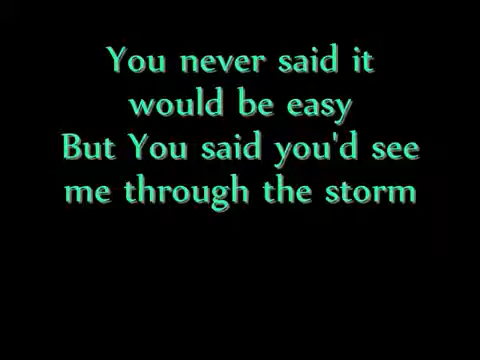 You never said it
would be easy
But You said you'd see
me through the storm